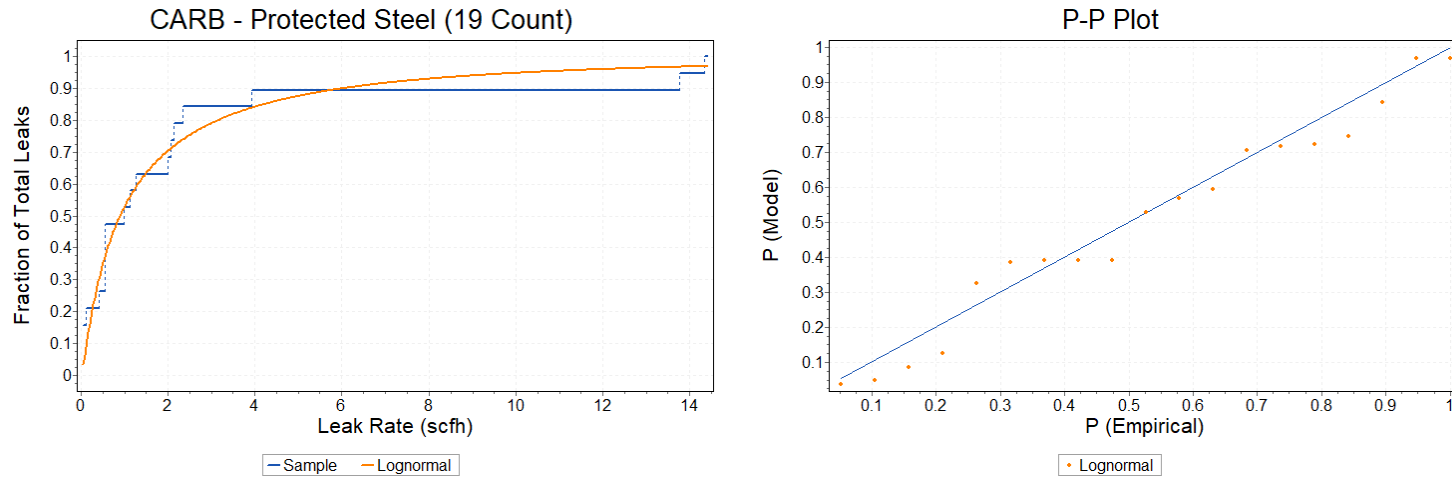 CARB - Protected Steel (19 Count)
Fraction of Total Leaks
1
0.9
0.8
0.7
0.6
0.5
0.4
0.3
0.2
0.1
0
0 2 4 6 8 10 12 14
Leak Rate (scfh)
Sample Lognormal
P-P Plot
P (Model)
1
0.9
0.8
0.7
0.6
0.5
0.4
0.3
0.2
0.1
0.1 0.2 0.3 0.4 0.5 0.6 0.7 0.8 0.9 1
P (Empirical)
Lognormal